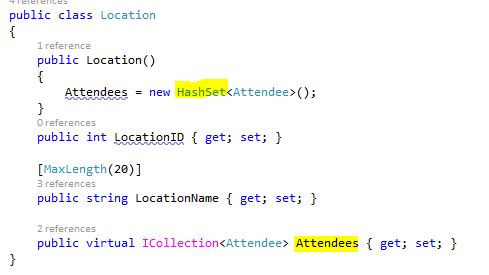 4 references
public class Location
{
1 reference
public Location()
{
Attendees = new HashSet<Attendee>();
}
0 references
public int LocationID { get; set; }
[MaxLength(20)]
3 references
public string LocationName { get; set; }
2 references
public virtual ICollection<Attendee> Attendees { get; set; }
}